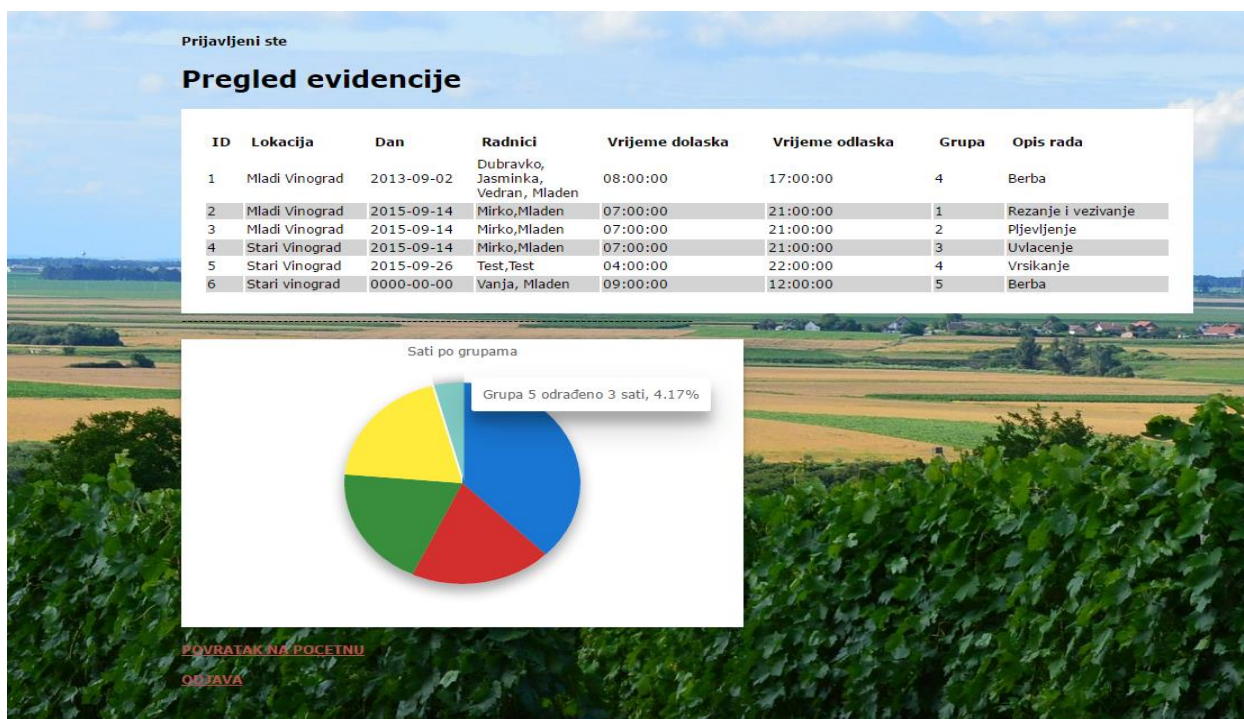 Prijavljeni ste
Pregled evidencije
ID Lokacija Dan Radnici Vrijeme dolaska Vrijeme odlaska Grupa Opis rada
1 Mladi Vinograd 2013-09-02 Dubravko, Jasminka, Vedran, Mladen 08:00:00 17:00:00 4 Berba
2 Mladi Vinograd 2015-09-14 Mirko,Mladen 07:00:00 21:00:00 1 Rezanje i vezivanje
3 Mladi Vinograd 2015-09-14 Mirko,Mladen 07:00:00 21:00:00 2 Pljevljenje
4 Stari Vinograd 2015-09-14 Mirko,Mladen 07:00:00 21:00:00 3 Uvlacenje
5 Stari Vinograd 2015-09-26 Test,Test 04:00:00 22:00:00 4 Vrsikanje
6 Stari vinograd 0000-00-00 Vanja, Mladen 09:00:00 12:00:00 5 Berba
Sati po grupama
Grupa 5 odrađeno 3 sati, 4.17%
POVRATAK NA POCETNU
ODJAVA